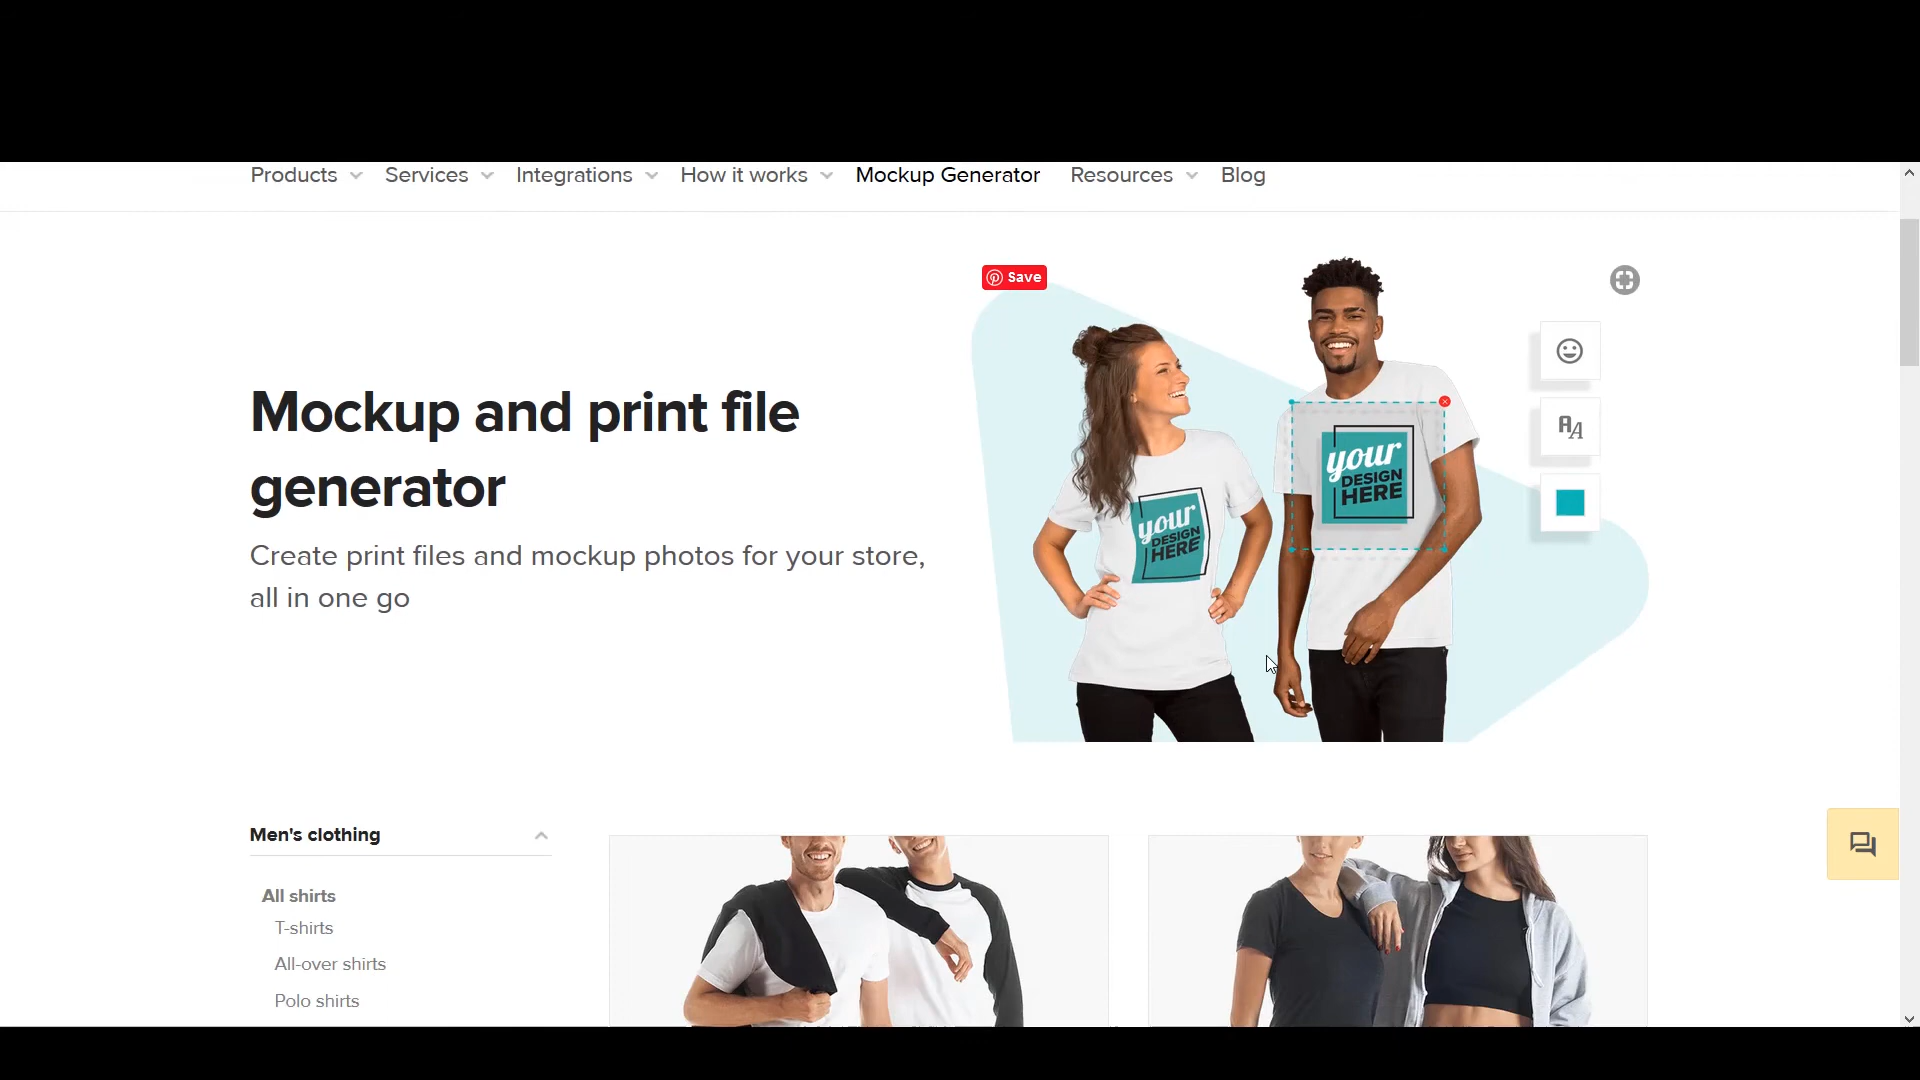 Products Services Integrations How it works Mockup Generator Resources Blog
Save
Mockup and print file
generator
Create print files and mockup photos for your store,
all in one go
your
DESIGN
HERE
your
DESIGN
HERE
AA
Men's clothing
All shirts
T-shirts
All-over shirts
Polo shirts